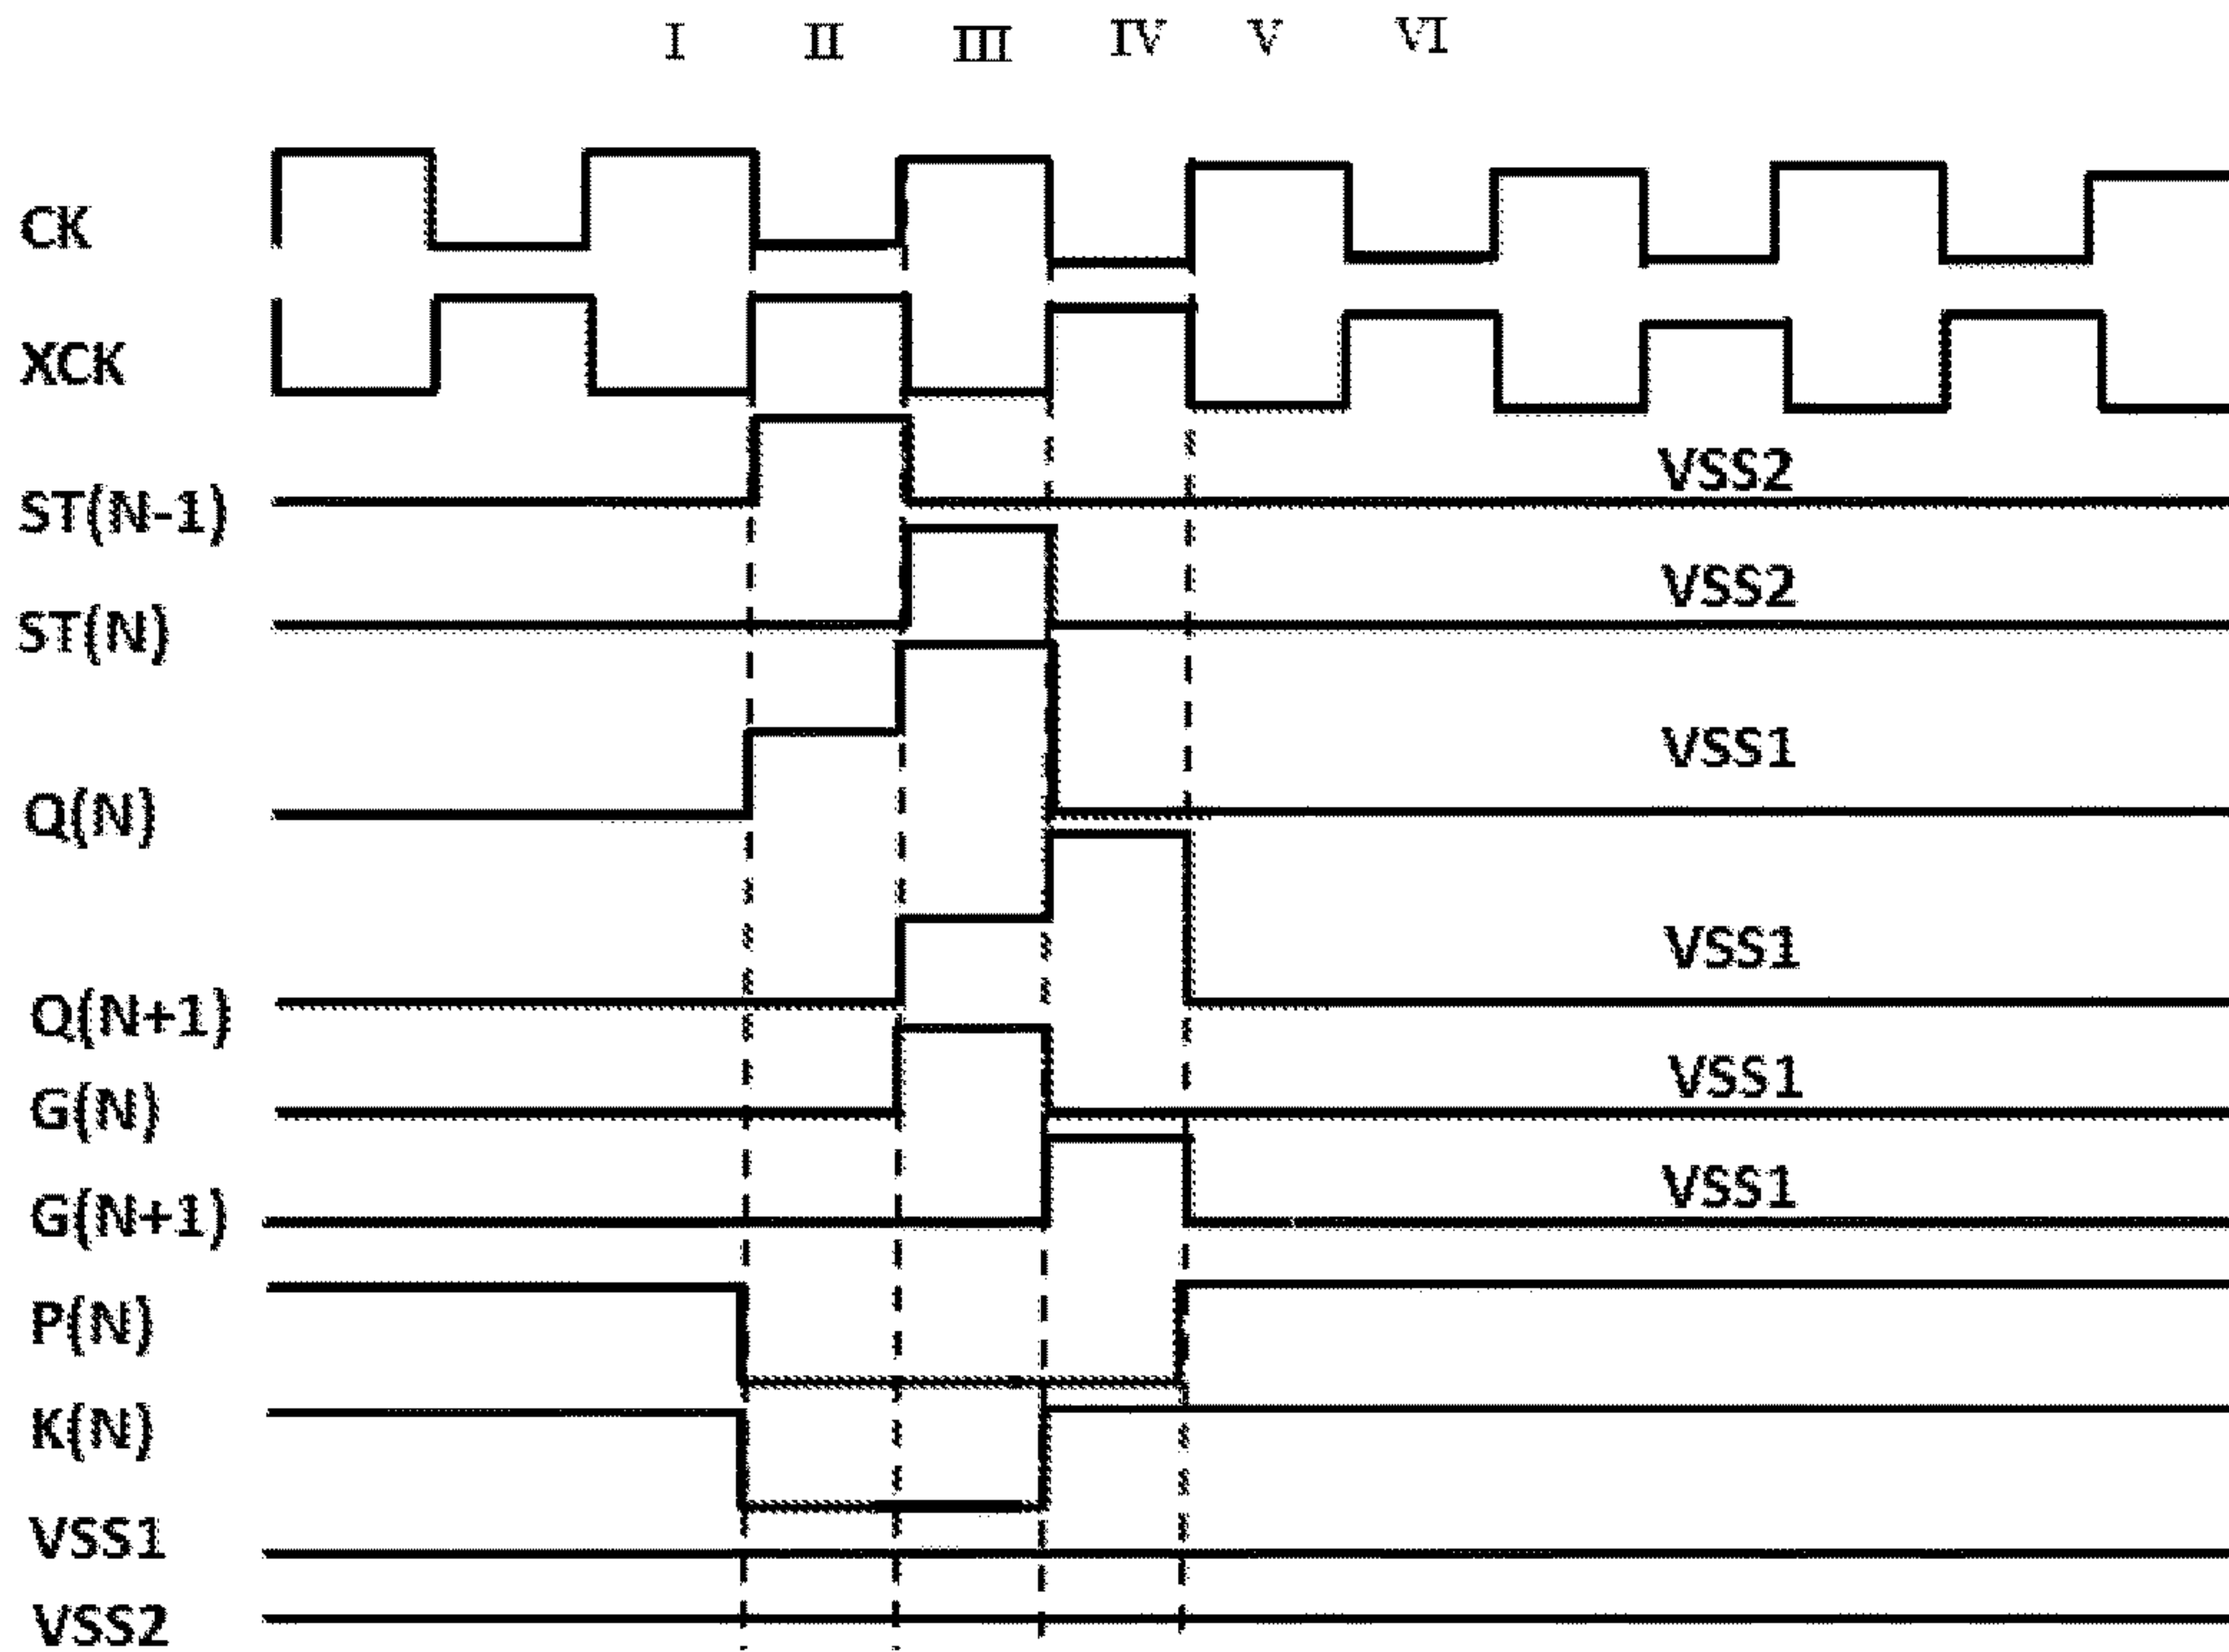 I II III IV V VI
CK
XCK
VSS2
ST(N-1)
VSS2
ST(N)
VSS1
Q(N)
VSS1
Q(N+1)
VSS1
G(N)
VSS1
G(N+1)
P(N)
K(N)
VSS1
VSS2